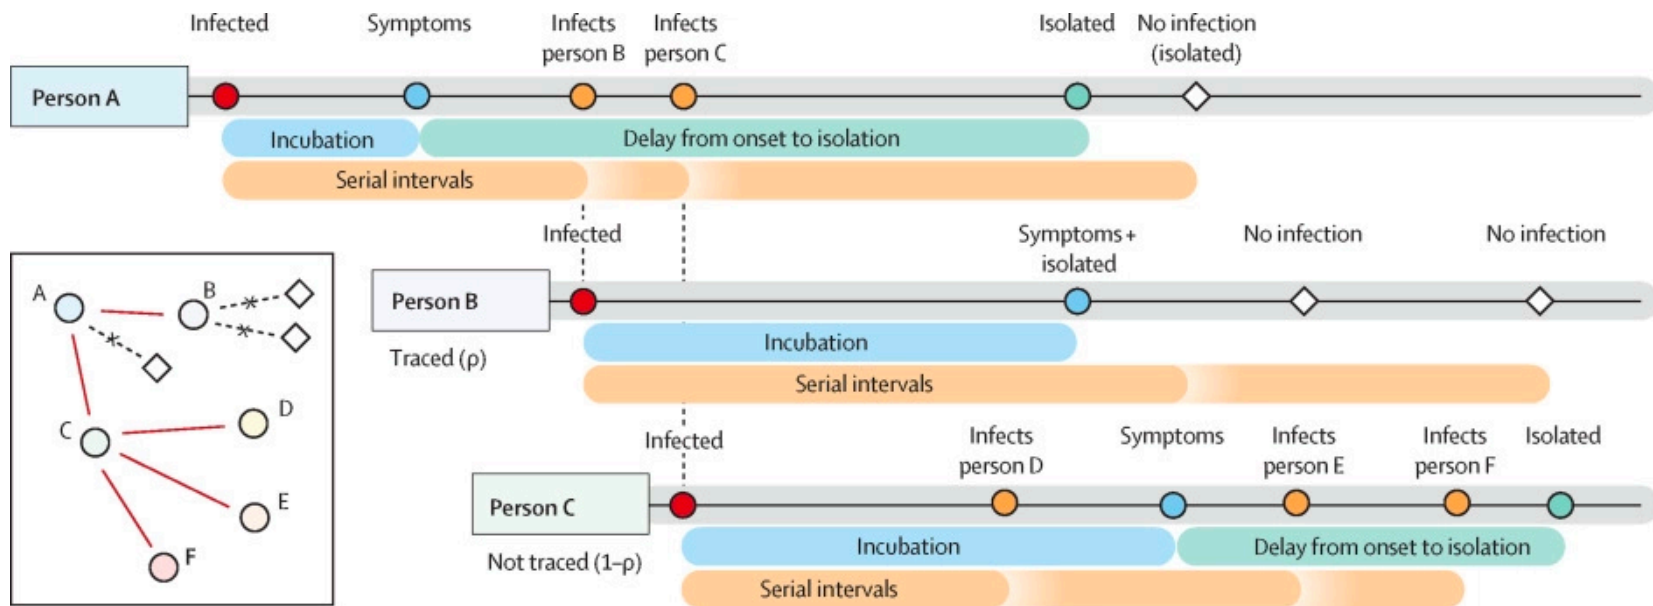 Infected
Symptoms
Infects
person B
Infects
person C
Isolated
No infection
(isolated)
Person A
Incubation
Delay from onset to isolation
Serial intervals
Infected
Symptoms +
isolated
No infection
No infection
Person B
Traced (ρ)
Incubation
Serial intervals
A
B
C
D
E
F
Infected
Infects
person D
Symptoms
Infects
person E
Infects
person F
Isolated
Person C
Not traced (1–ρ)
Incubation
Delay from onset to isolation
Serial intervals